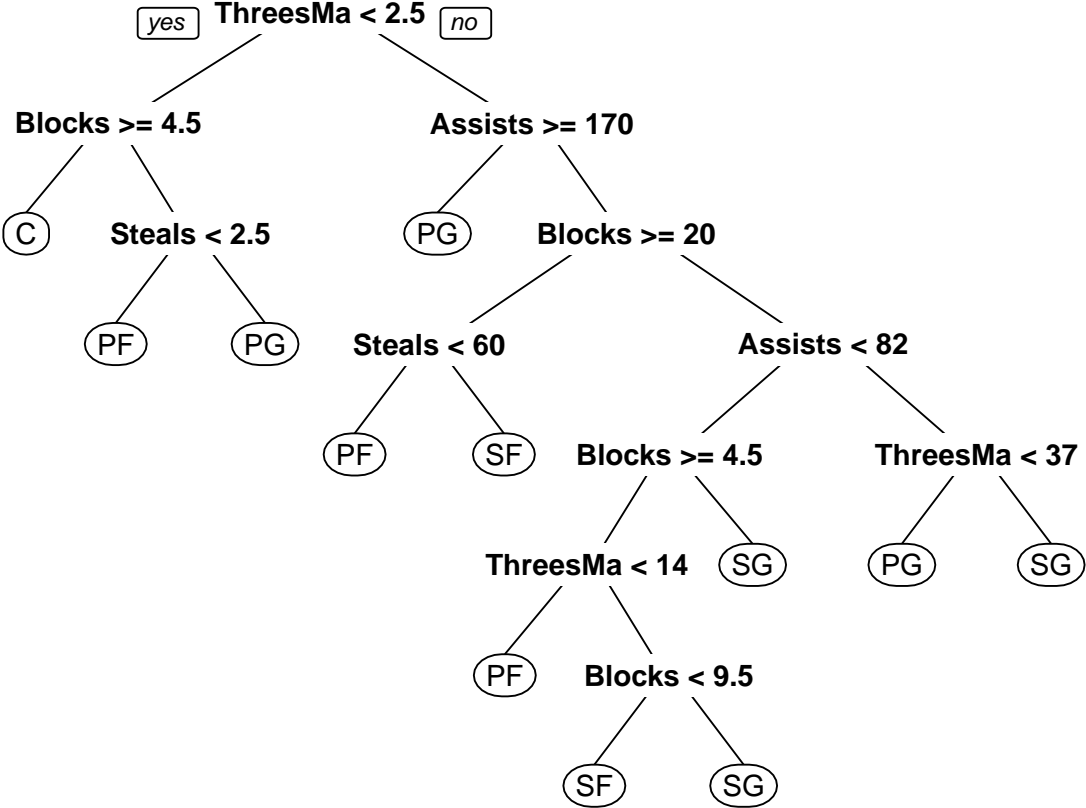 yes ThreesMa < 2.5 no
Blocks >= 4.5 Assists >= 170
C Steals < 2.5 PG Blocks >= 20
PF PG Steals < 60 Assists < 82
PF SF Blocks >= 4.5 ThreesMa < 37
ThreesMa < 14 SG PG SG
PF Blocks < 9.5
SF SG